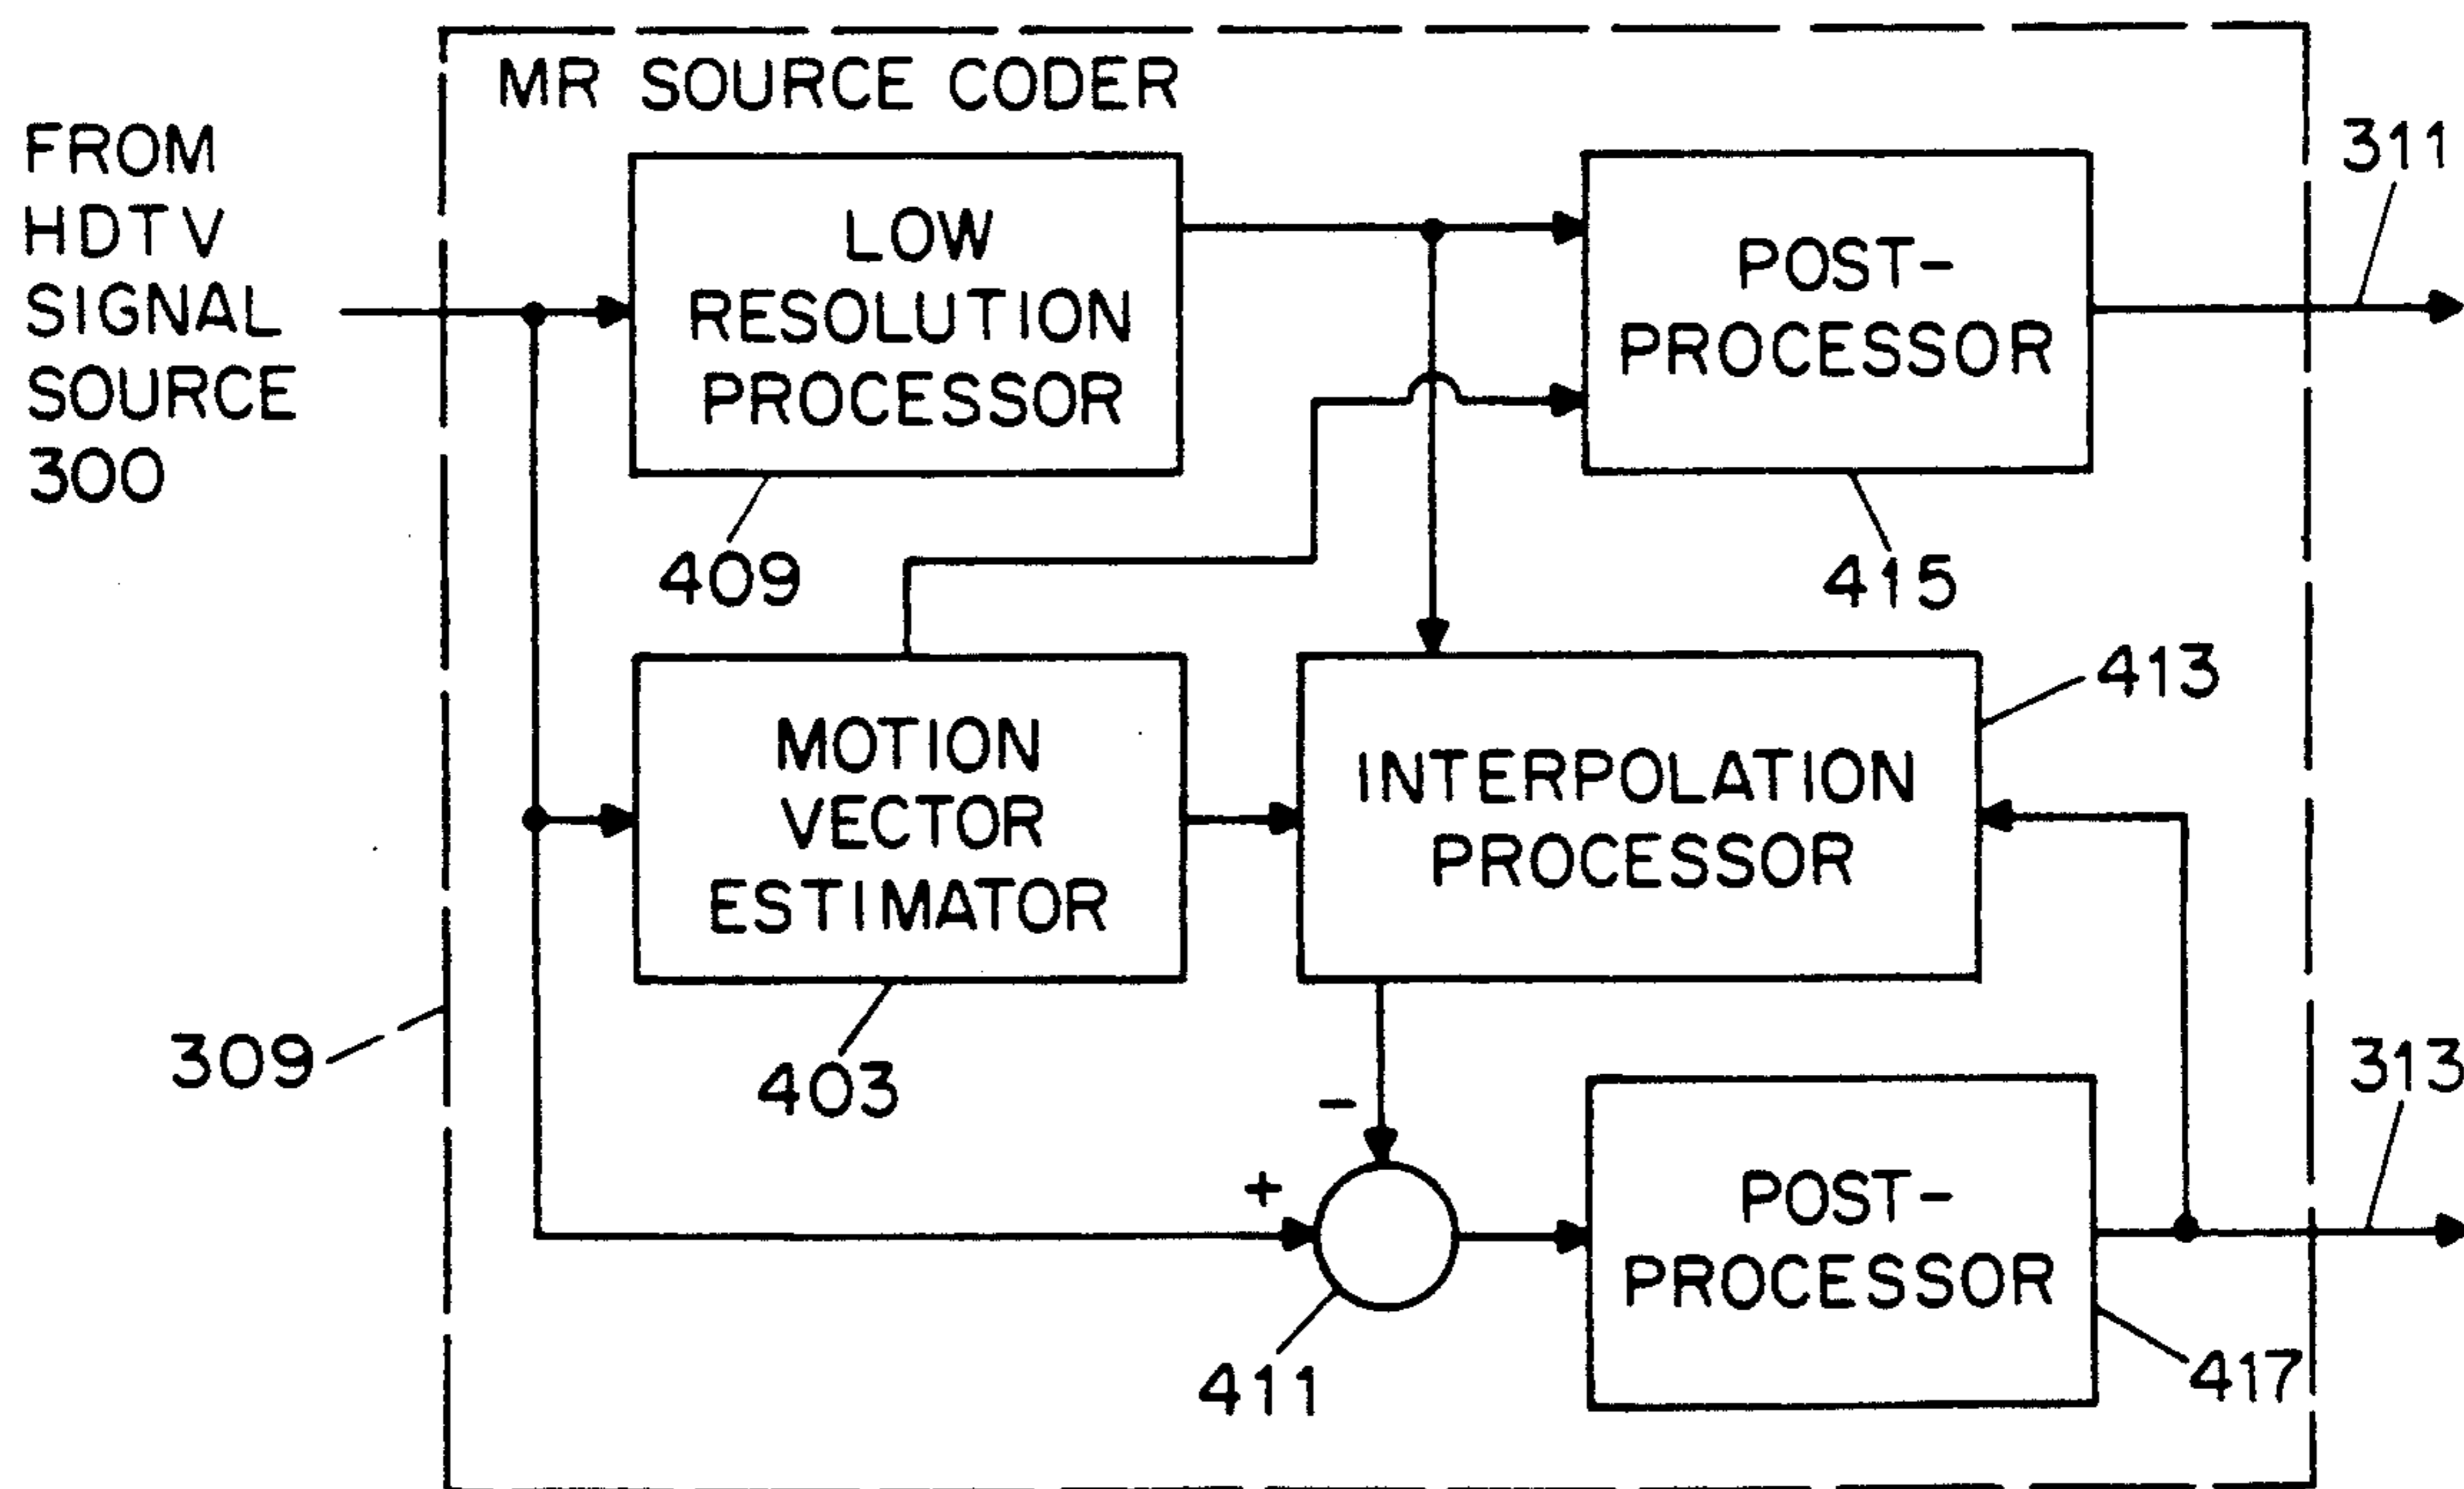 MR SOURCE CODER
FROM
HDTV
SIGNAL
SOURCE
300
LOW
RESOLUTION
PROCESSOR
409
POST-
PROCESSOR
415
311
MOTION
VECTOR
ESTIMATOR
403
INTERPOLATION
PROCESSOR
413
309
-
+
411
POST-
PROCESSOR
417
313